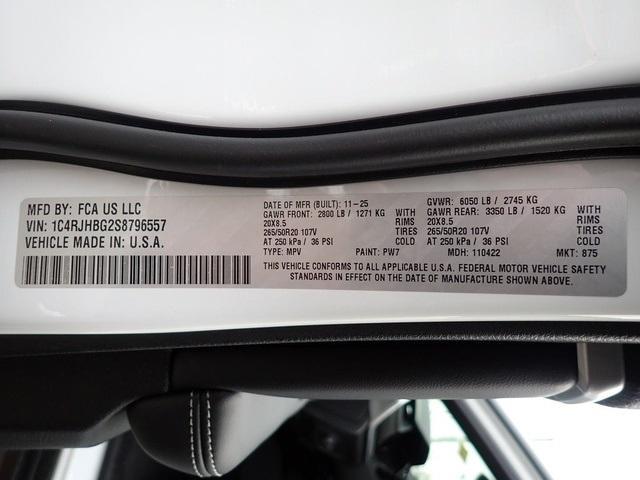 MFD BY: FCA US LLC
VIN: 1C4RJHBG2S8796557
VEHICLE MADE IN: U.S.A.
DATE OF MFR (BUILT): 11-25 GVWR: 6050 LB / 2745 KG
GAWR FRONT: 2800 LB / 1271 KG WITH GAWR REAR: 3350 LB / 1520 KG WITH
20X8.5 RIMS 20X8.5 RIMS
265/50R20 107V TIRES 265/50R20 107V TIRES
AT 250 kPa / 36 PSI COLD AT 250 kPa / 36 PSI COLD
TYPE: MPV PAINT: PW7 MDH: 110422 MKT: 875
THIS VEHICLE CONFORMS TO ALL APPLICABLE U.S.A. FEDERAL MOTOR VEHICLE SAFETY
STANDARDS IN EFFECT ON THE DATE OF MANUFACTURE SHOWN ABOVE.